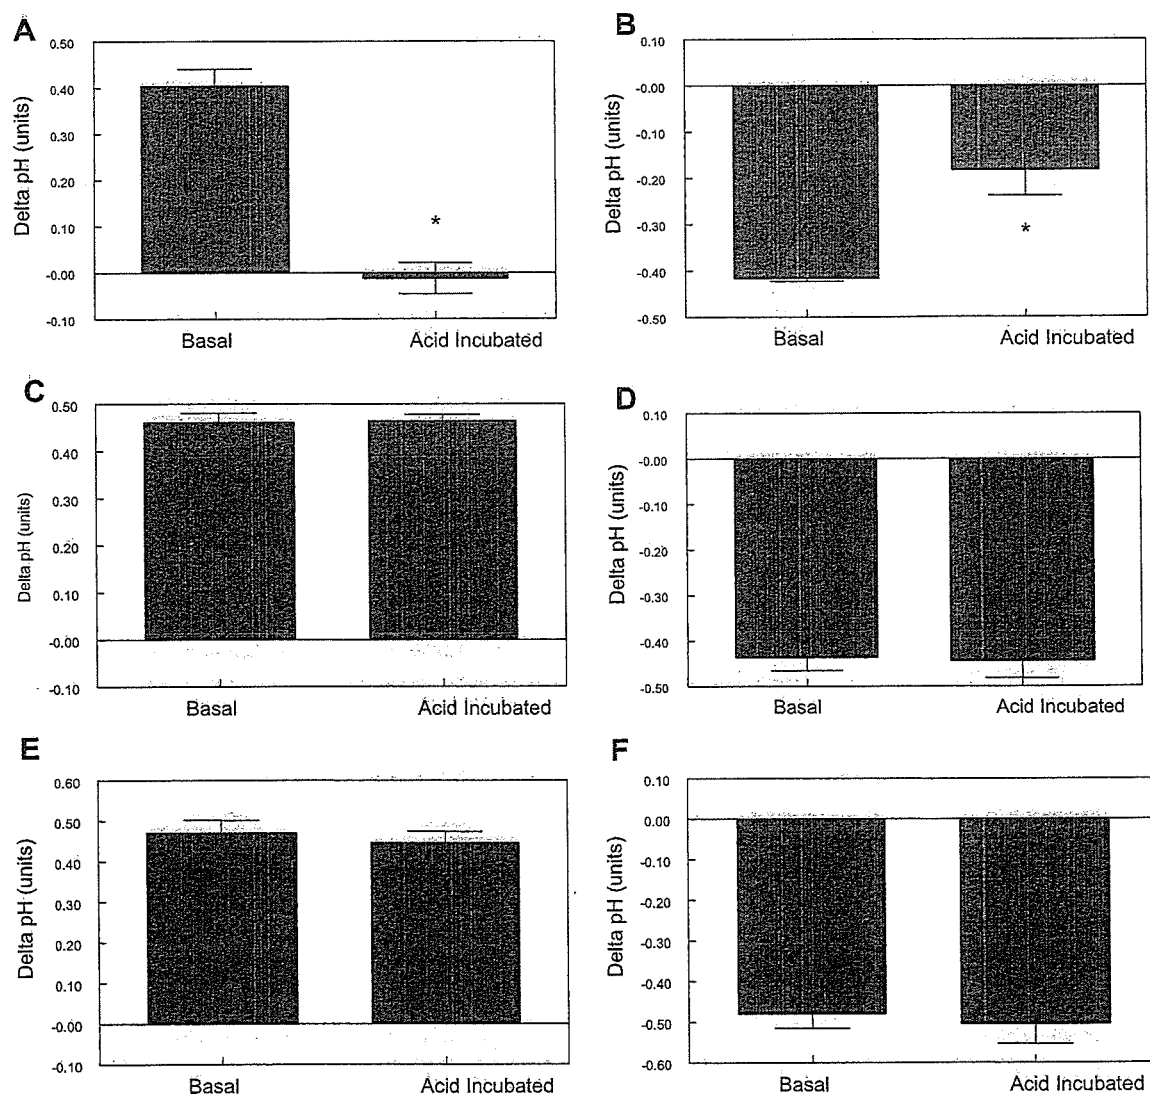 A
Delta pH (units)
0.50
0.40
0.30
0.20
0.10
-0.00
-0.10
*
Basal
Acid Incubated
B
Delta pH (units)
0.10
-0.00
-0.10
-0.20
-0.30
-0.40
-0.50
*
Basal
Acid Incubated
C
Delta pH (units)
0.50
0.40
0.30
0.20
0.10
-0.00
-0.10
Basal
Acid Incubated
D
Delta pH (units)
0.10
-0.00
-0.10
-0.20
-0.30
-0.40
-0.50
Basal
Acid Incubated
E
Delta pH (units)
0.60
0.50
0.40
0.30
0.20
0.10
-0.00
-0.10
Basal
Acid Incubated
F
Delta pH (units)
0.10
0.00
-0.10
-0.20
-0.30
-0.40
-0.50
-0.60
Basal
Acid Incubated